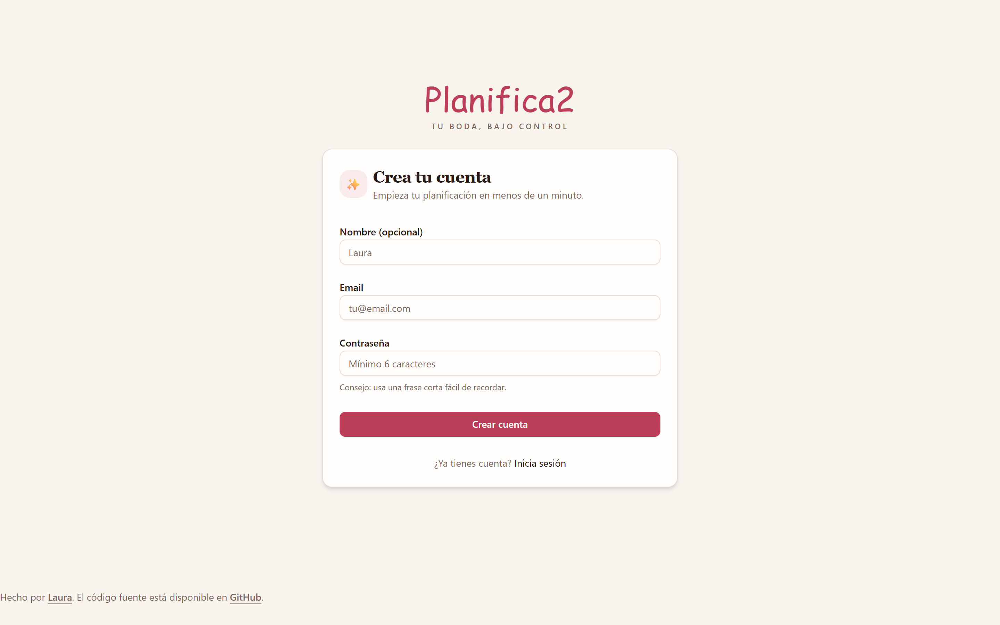 Planifica2
TU BODA, BAJO CONTROL
Crea tu cuenta
Empieza tu planificación en menos de un minuto.
Nombre (opcional)
Laura
Email
tu@email.com
Contraseña
Mínimo 6 caracteres
Consejo: usa una frase corta fácil de recordar.
Crear cuenta
¿Ya tienes cuenta? Inicia sesión
Hecho por Laura. El código fuente está disponible en GitHub.